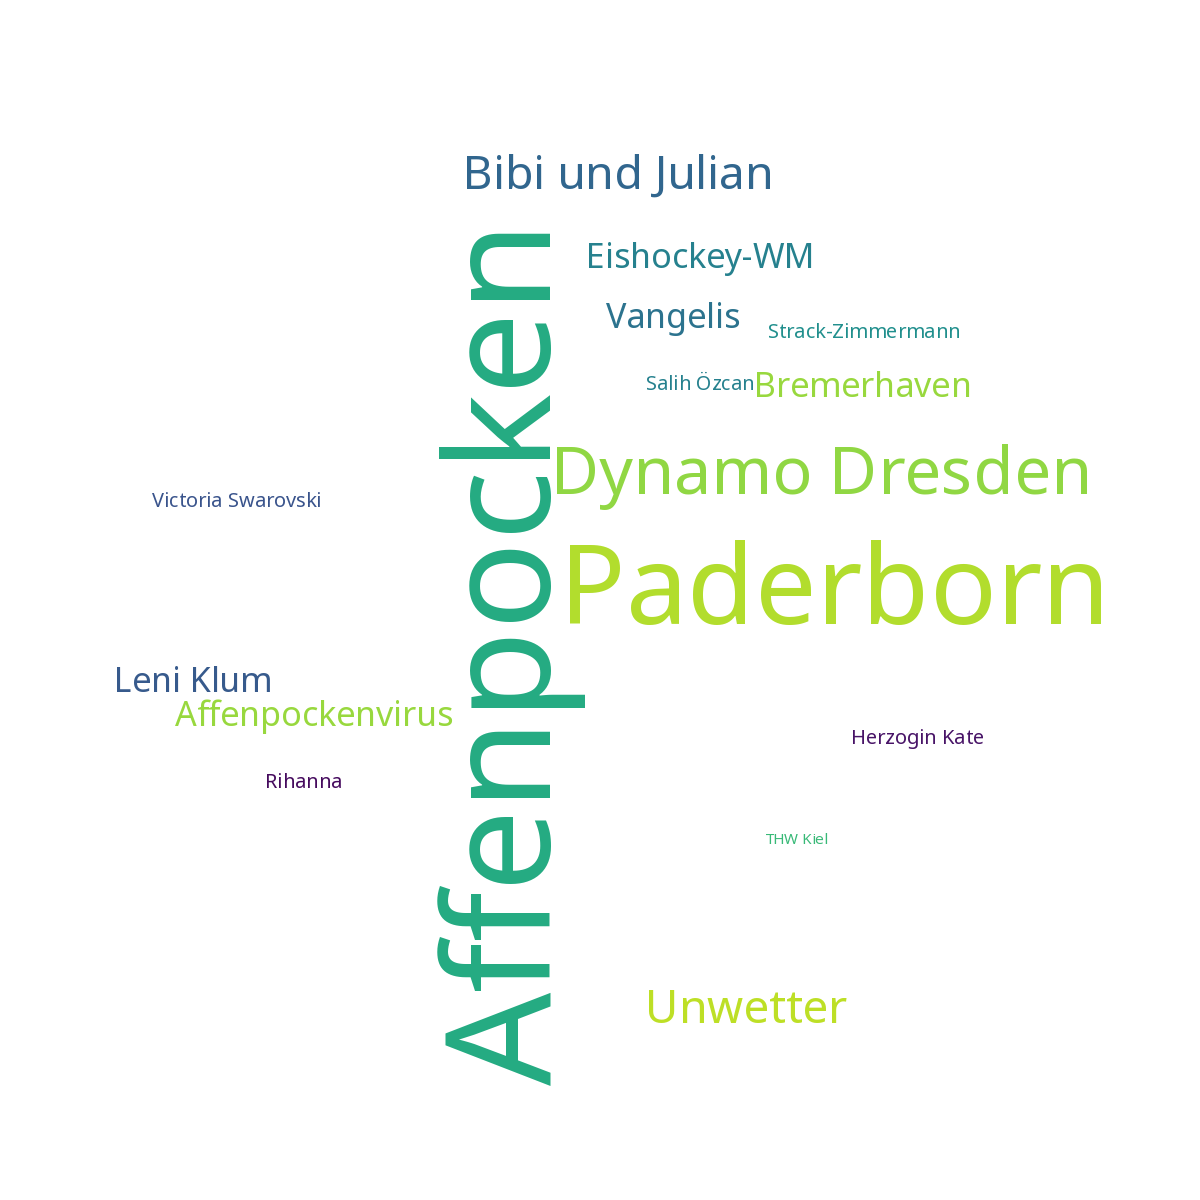 Bibi und Julian
Eishockey-WM
Vangelis
Strack-Zimmermann
Salih Özcan
Bremerhaven
Affenpocken
Dynamo Dresden
Victoria Swarovski
Paderborn
Leni Klum
Affenpockenvirus
Herzogin Kate
Rihanna
THW Kiel
Unwetter